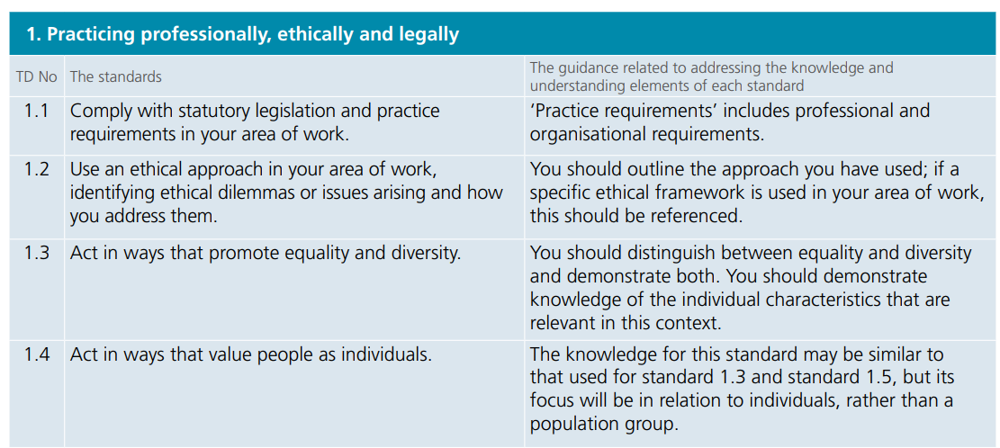 1. Practicing professionally, ethically and legally
TD No The standards
The guidance related to addressing the knowledge and
understanding elements of each standard
1.1 Comply with statutory legislation and practice
requirements in your area of work.
‘Practice requirements’ includes professional and
organisational requirements.
1.2 Use an ethical approach in your area of work,
identifying ethical dilemmas or issues arising and how
you address them.
You should outline the approach you have used; if a
specific ethical framework is used in your area of work,
this should be referenced.
1.3 Act in ways that promote equality and diversity.
You should distinguish between equality and diversity
and demonstrate both. You should demonstrate
knowledge of the individual characteristics that are
relevant in this context.
1.4 Act in ways that value people as individuals.
The knowledge for this standard may be similar to
that used for standard 1.3 and standard 1.5, but its
focus will be in relation to individuals, rather than a
population group.